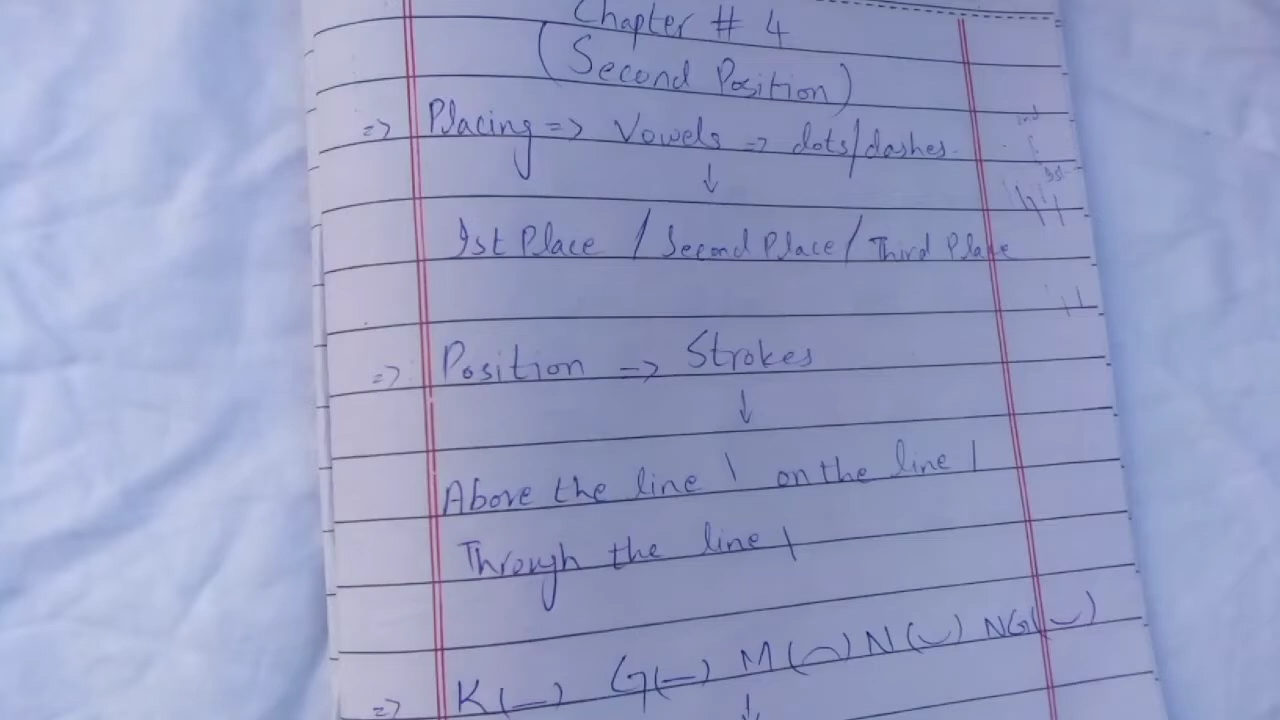 Chapter # 4
(Second Position)
=> Placing => Vowels -> dots/dashes
↓
Ist Place / Second Place / Third Place
=> Position -> Strokes
↓
Above the line \ on the line |
Through the line \
=> K (—) G (—) M (⌒) N (⌣) NG (⌣)
↓